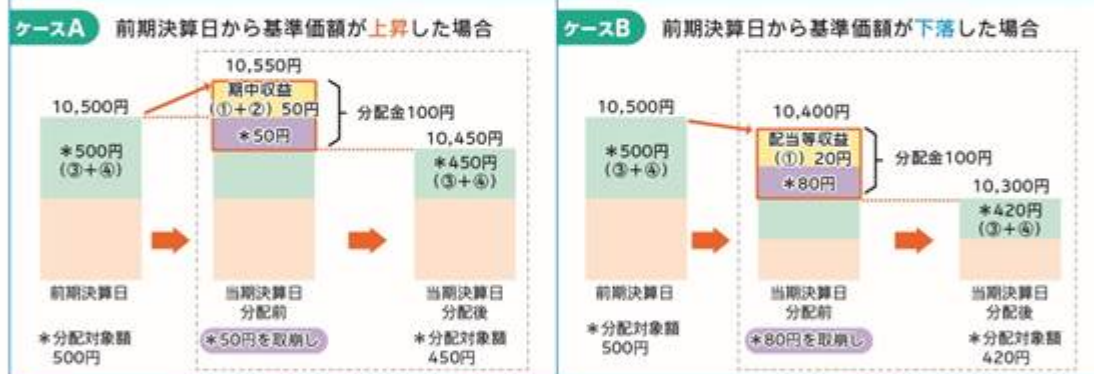 ケースA 前期決算日から基準価額が上昇した場合
10,500円
＊500円
(③+④)
前期決算日
＊分配対象額
500円
10,550円
期中収益
(①+②) 50円
＊50円
分配金100円
当期決算日
分配前
＊50円を取崩し
10,450円
＊450円
(③+④)
当期決算日
分配後
＊分配対象額
450円
ケースB 前期決算日から基準価額が下落した場合
10,500円
＊500円
(③+④)
前期決算日
＊分配対象額
500円
10,400円
配当等収益
(①) 20円
＊80円
分配金100円
当期決算日
分配前
＊80円を取崩し
10,300円
＊420円
(③+④)
当期決算日
分配後
＊分配対象額
420円